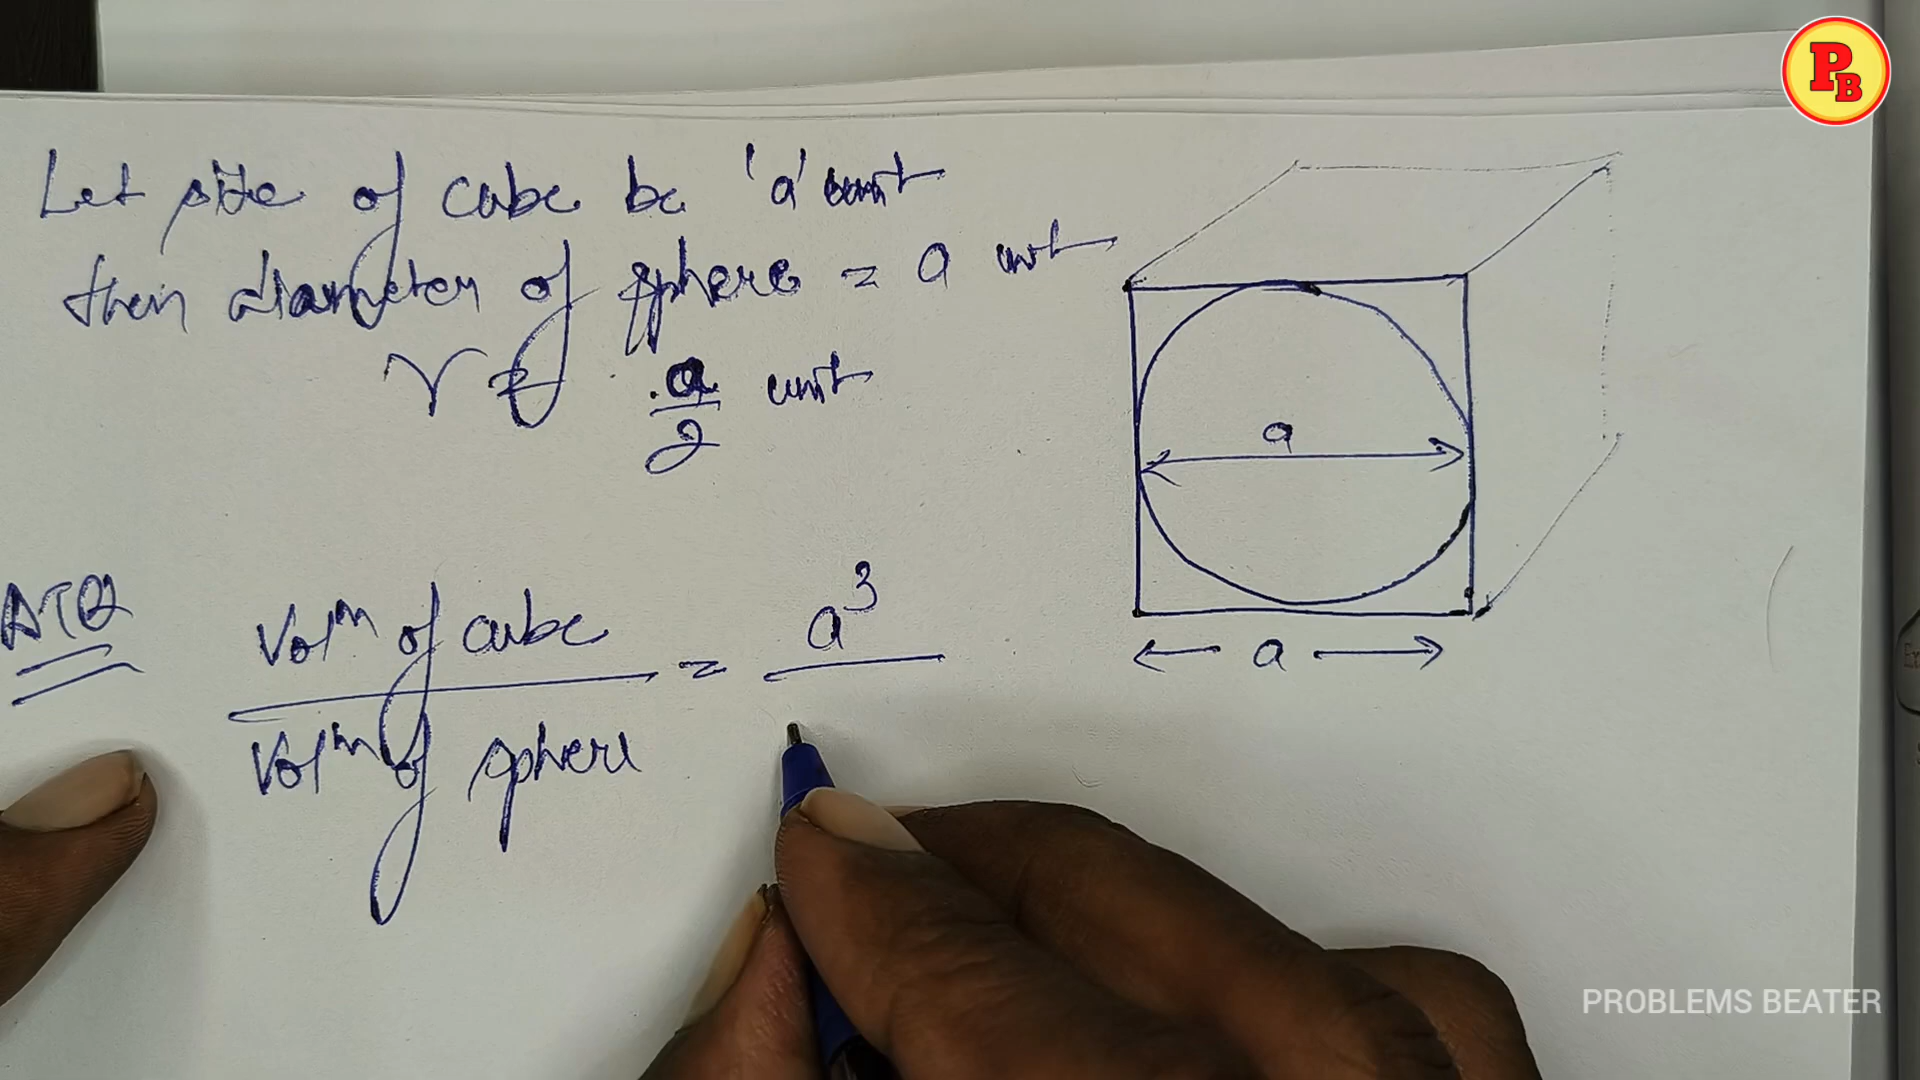 PB
Let side of cube be 'a' unit
then diameter of sphere = a unit
r = a/2 unit
a
← a →
ATQ
Vol^m of cube / Vol^m of sphere = a^3
PROBLEMS BEATER